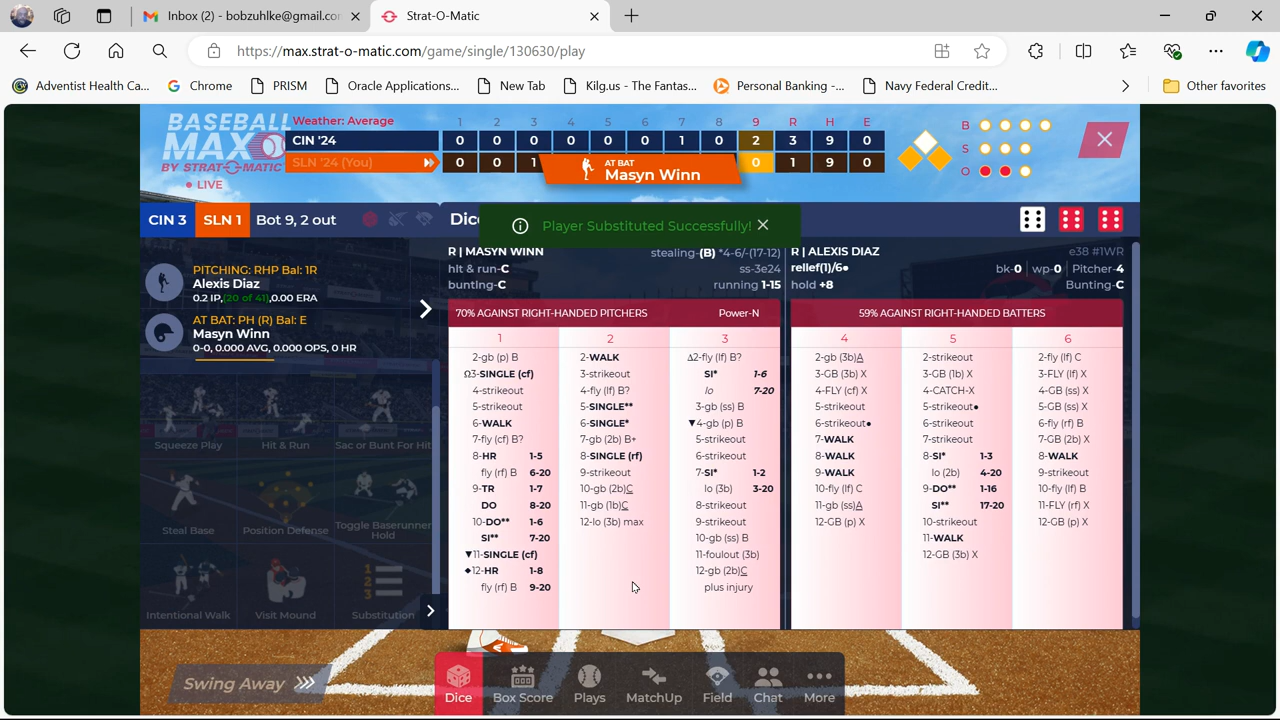 Inbox (2) - bobzuhlke@gmail.co
Strat-O-Matic
https://max.strat-o-matic.com/game/single/130630/play
Adventist Health Ca...
Chrome
PRISM
Oracle Applications...
New Tab
Kilg.us - The Fantas...
Personal Banking -...
Navy Federal Credit...
Other favorites
BASEBALL MAX
BY STRAT-O-MATIC
LIVE
Weather: Average 1 2 3 4 5 6 7 8 9 R H E
CIN '24 0 0 0 0 0 0 1 0 2 3 9 0
SLN '24 (You) 0 0 1 0 1 9 0
AT BAT
Masyn Winn
B
S
O
CIN 3 SLN 1 Bot 9, 2 out
Dice
Player Substituted Successfully!
PITCHING: RHP Bal: 1R
Alexis Diaz
0.2 IP,(20 of 41),0.00 ERA
AT BAT: PH (R) Bal: E
Masyn Winn
0-0, 0.000 AVG, 0.000 OPS, 0 HR
Squeeze Play
Hit & Run
Sac or Bunt For Hit
Steal Base
Position Defense
Toggle Baserunner Hold
Intentional Walk
Visit Mound
Substitution
R | MASYN WINN stealing-(B) *4-6/-(17-12)
hit & run-C ss-3e24
bunting-C running 1-15
70% AGAINST RIGHT-HANDED PITCHERS Power-N
1
2-gb (p) B
Ω3-SINGLE (cf)
4-strikeout
5-strikeout
6-WALK
7-fly (cf) B?
8-HR 1-5
fly (rf) B 6-20
9-TR 1-7
DO 8-20
10-DO** 1-6
SI** 7-20
▼11-SINGLE (cf)
◆12-HR 1-8
fly (rf) B 9-20
2
2-WALK
3-strikeout
4-fly (lf) B?
5-SINGLE**
6-SINGLE*
7-gb (2b) B+
8-SINGLE (rf)
9-strikeout
10-gb (2b)C
11-gb (1b)C
12-lo (3b) max
3
Δ2-fly (lf) B?
SI* 1-6
lo 7-20
3-gb (ss) B
▼4-gb (p) B
5-strikeout
6-strikeout
7-SI* 1-2
lo (3b) 3-20
8-strikeout
9-strikeout
10-gb (ss) B
11-foulout (3b)
12-gb (2b)C
plus injury
R | ALEXIS DIAZ e38 #1WR
relief(1)/6● bk-0 | wp-0 | Pitcher-4
hold +8 Bunting-C
59% AGAINST RIGHT-HANDED BATTERS
4
2-gb (3b)A
3-GB (3b) X
4-FLY (cf) X
5-strikeout
6-strikeout●
7-WALK
8-WALK
9-WALK
10-fly (lf) C
11-gb (ss)A
12-GB (p) X
5
2-strikeout
3-GB (1b) X
4-CATCH-X
5-strikeout●
6-strikeout
7-strikeout
8-SI* 1-3
lo (2b) 4-20
9-DO** 1-16
SI** 17-20
10-strikeout
11-WALK
12-GB (3b) X
6
2-fly (lf) C
3-FLY (lf) X
4-GB (ss) X
5-GB (ss) X
6-fly (rf) B
7-GB (2b) X
8-WALK
9-strikeout
10-fly (lf) B
11-FLY (rf) X
12-GB (p) X
Swing Away
Dice
Box Score
Plays
MatchUp
Field
Chat
More